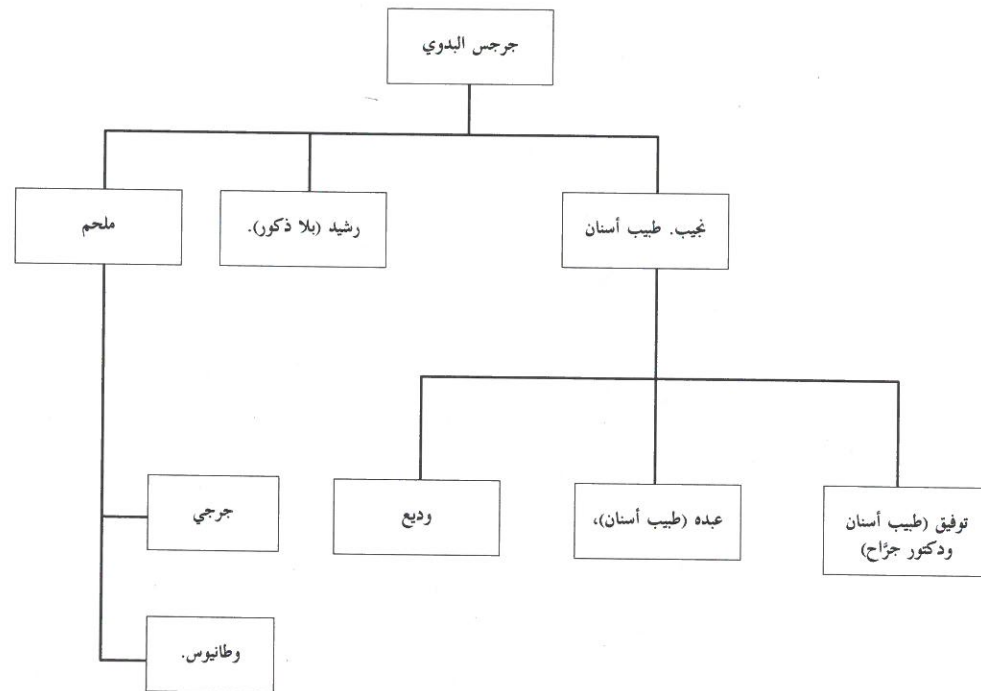 جرجس البدوي
نجيب. طبيب أسنان
رشيد (بلا ذكور).
ملحم
توفيق (طبيب أسنان
ودكتور جرَّاح)
عبده (طبيب أسنان)،
وديع
جرجي
وطانيوس.